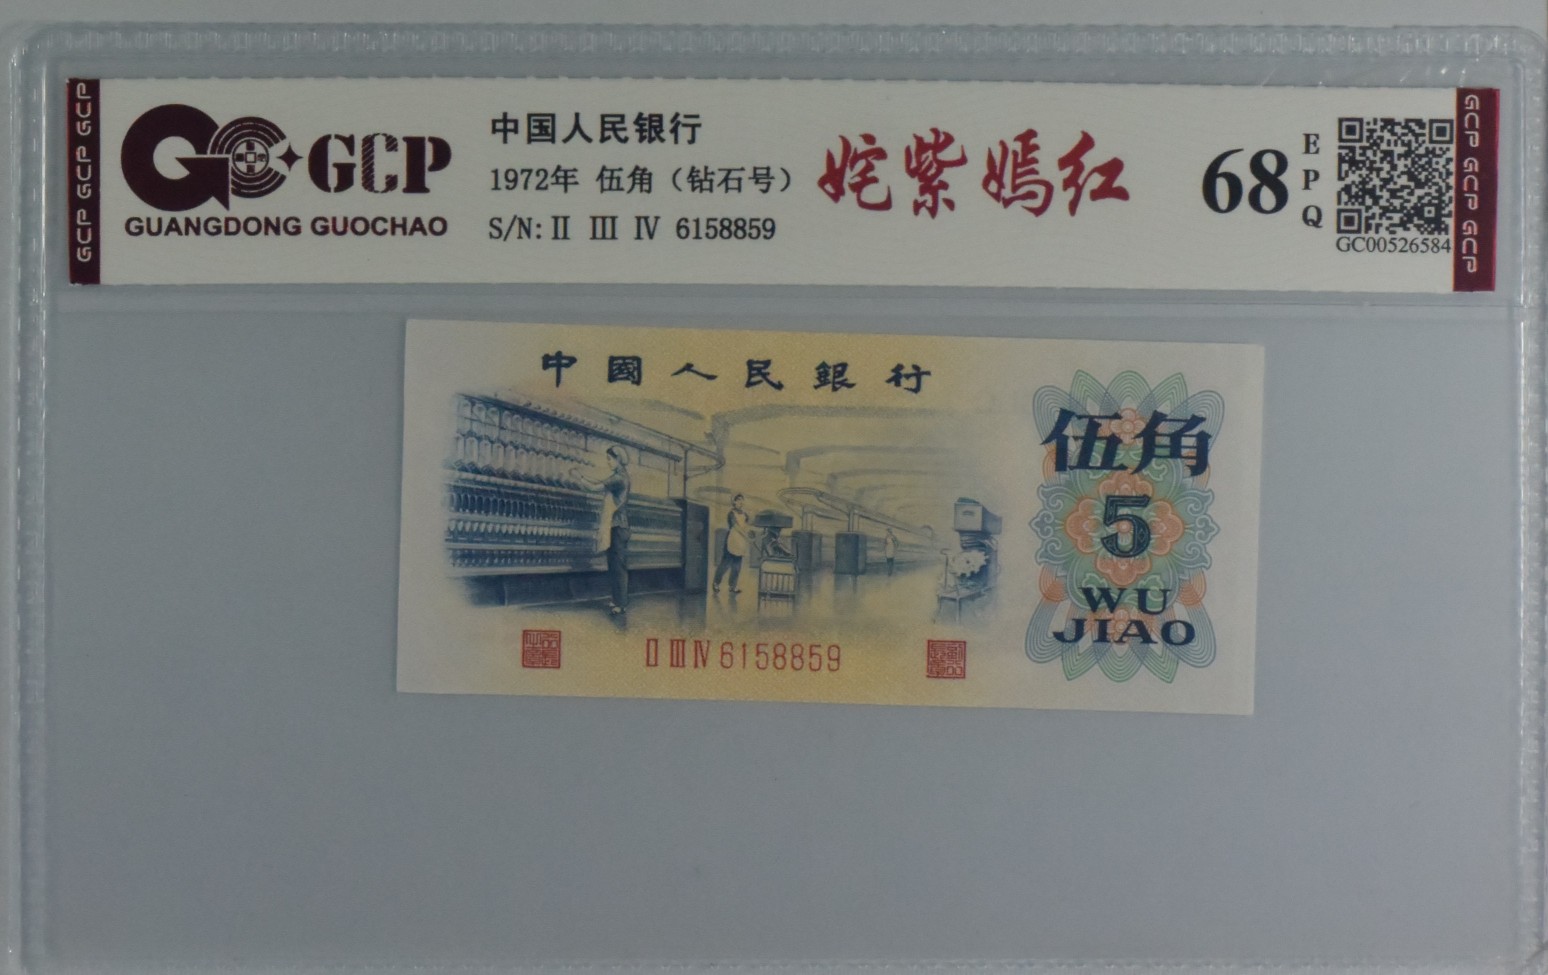 GCP GCP GCP
GCP
GUANGDONG GUOCHAO
中国人民银行
1972年 伍角（钻石号）
S/N: Ⅱ Ⅲ Ⅳ 6158859
姹紫嫣红
68
EPQ
GC00526584
GCP GCP GCP
中國人民銀行
伍角
5
WU
JIAO
Ⅱ Ⅲ Ⅳ 6158859